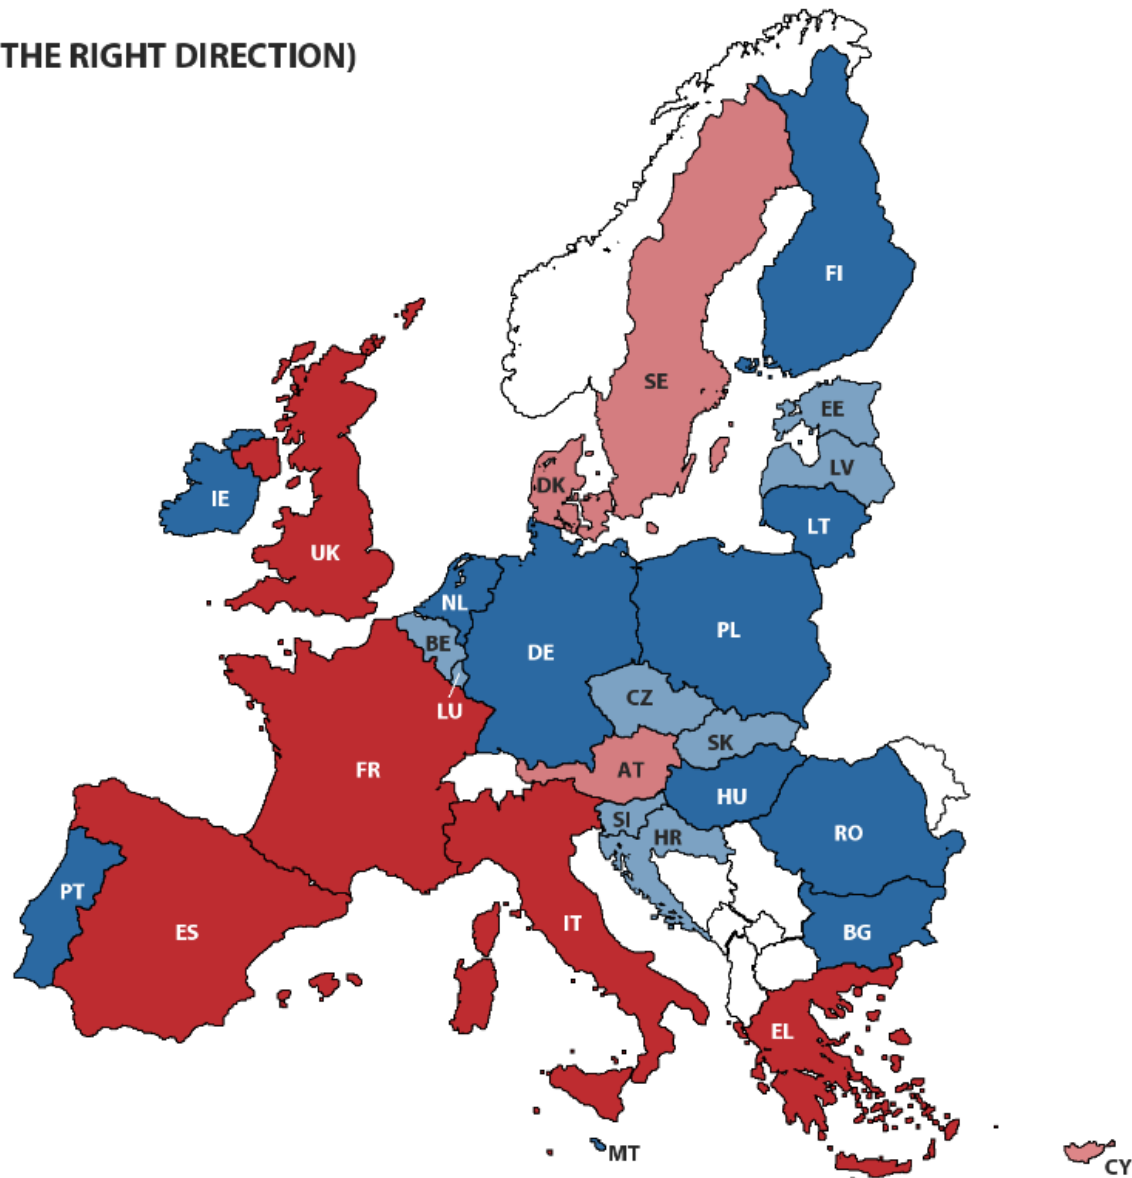 THE RIGHT DIRECTION)
FI
SE
EE
LV
DK
IE
LT
UK
NL
PL
BE
DE
CZ
LU
SK
FR
AT
HU
SI
RO
HR
PT
IT
ES
BG
EL
MT
CY